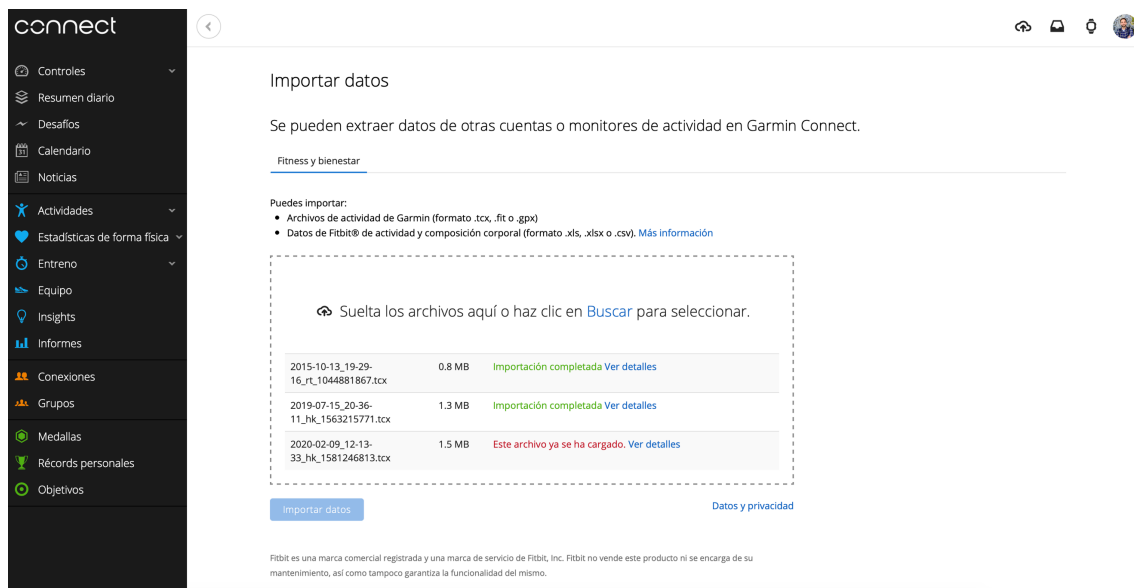 connect
Controles
Resumen diario
Desafíos
31
Calendario
Noticias
Actividades
Estadísticas de forma física
Entreno
Equipo
Insights
Informes
Conexiones
Grupos
Medallas
Récords personales
Objetivos
Importar datos
Se pueden extraer datos de otras cuentas o monitores de actividad en Garmin Connect.
Fitness y bienestar
Puedes importar:
• Archivos de actividad de Garmin (formato .tcx, .fit o .gpx)
• Datos de Fitbit® de actividad y composición corporal (formato .xls, .xlsx o .csv). Más información
Suelta los archivos aquí o haz clic en Buscar para seleccionar.
2015-10-13_19-29- 0.8 MB Importación completada Ver detalles
16_rt_1044881867.tcx
2019-07-15_20-36- 1.3 MB Importación completada Ver detalles
11_hk_1563215771.tcx
2020-02-09_12-13- 1.5 MB Este archivo ya se ha cargado. Ver detalles
33_hk_1581246813.tcx
Importar datos
Datos y privacidad
Fitbit es una marca comercial registrada y una marca de servicio de Fitbit, Inc. Fitbit no vende este producto ni se encarga de su
mantenimiento, así como tampoco garantiza la funcionalidad del mismo.